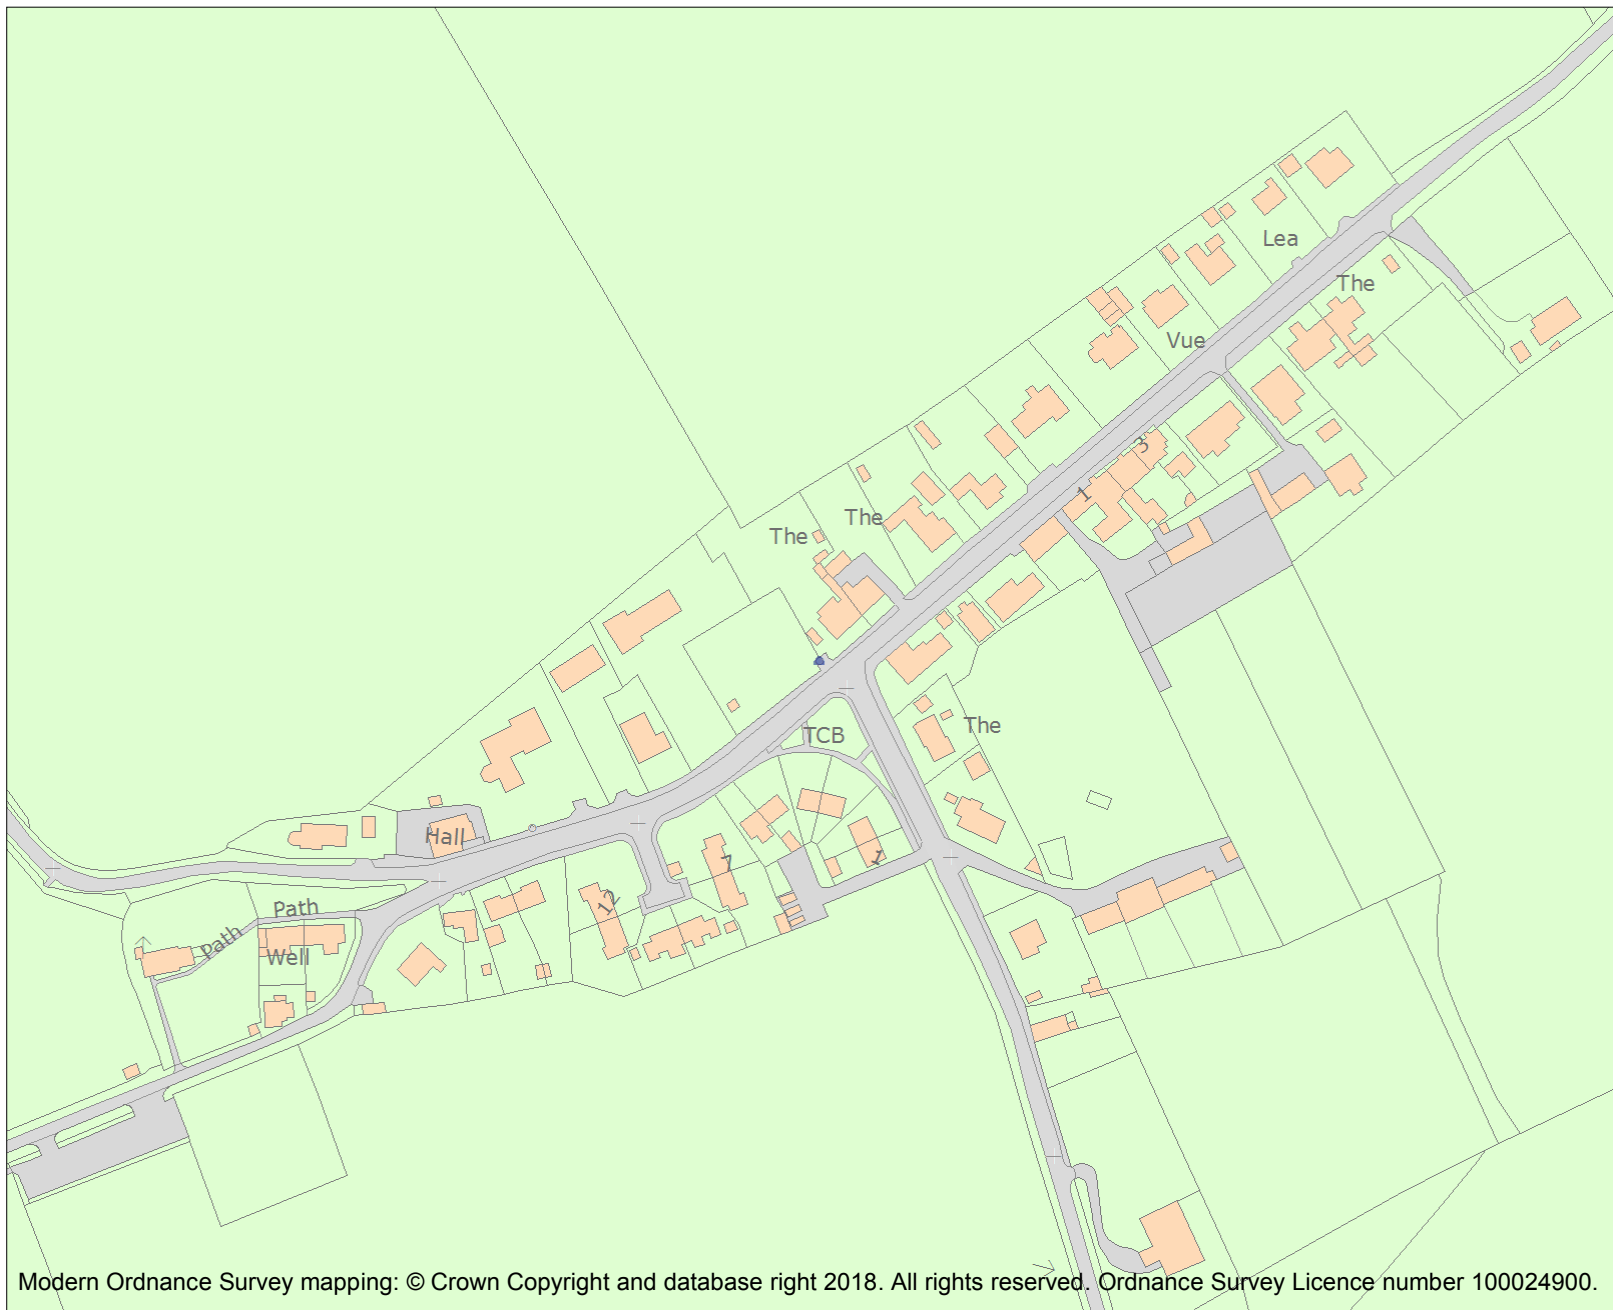 Lea
The
Vue
3
1
The
The
TCB
The
Hall
7
1
12
Path
Path
Well
Modern Ordnance Survey mapping: © Crown Copyright and database right 2018. All rights reserved. Ordnance Survey Licence number 100024900.